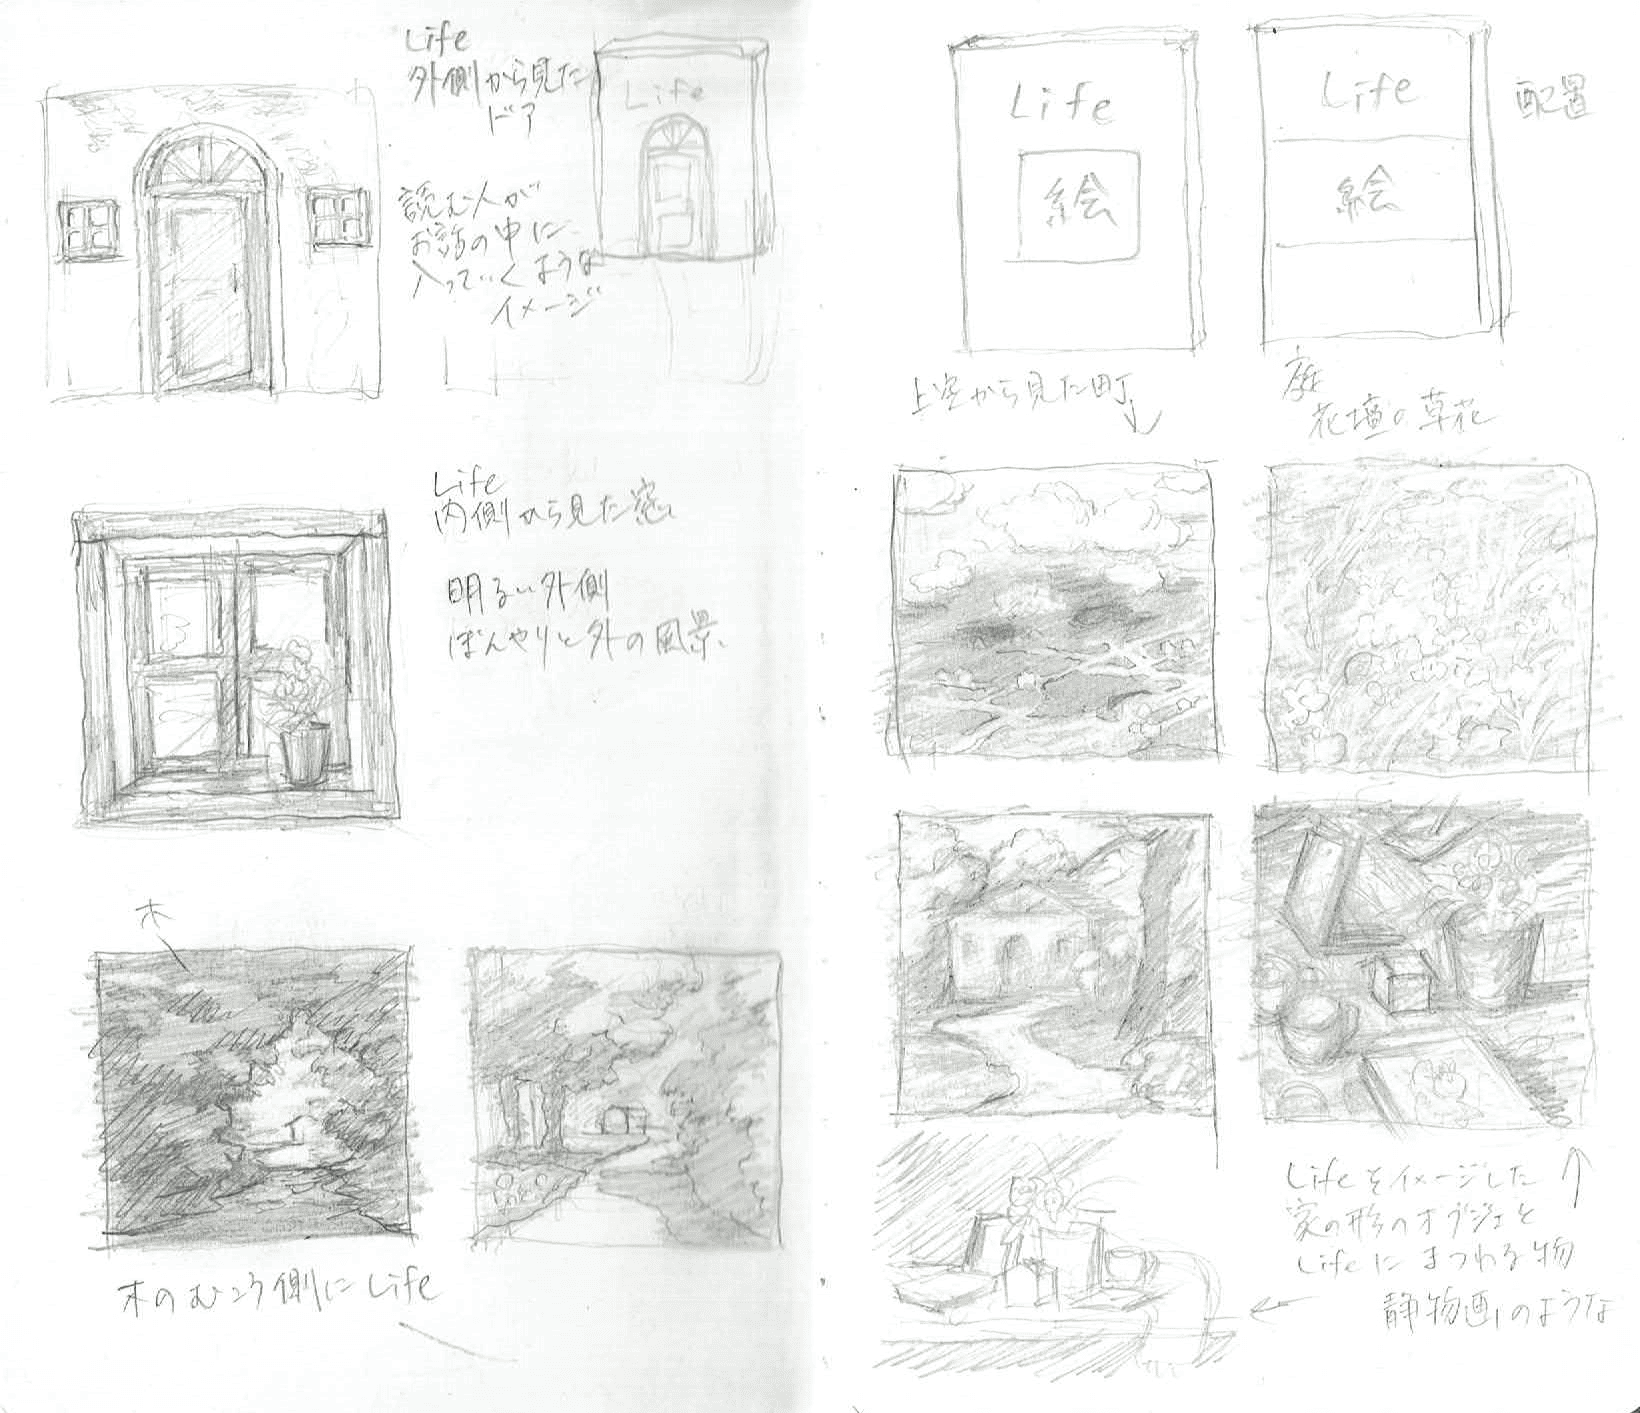 Life
外側から見た
ドア
Life
読む人が
お話の中に
入っていくような
イメージ
Life
内側から見た窓
明るい外側
ぼんやりと外の風景
木
木のむこう側にLife
Life
絵
Life
絵
配置
上空から見た町
庭
花壇の草花
Lifeをイメージした
家の形のオブジェと
Lifeにまつわる物
静物画のような